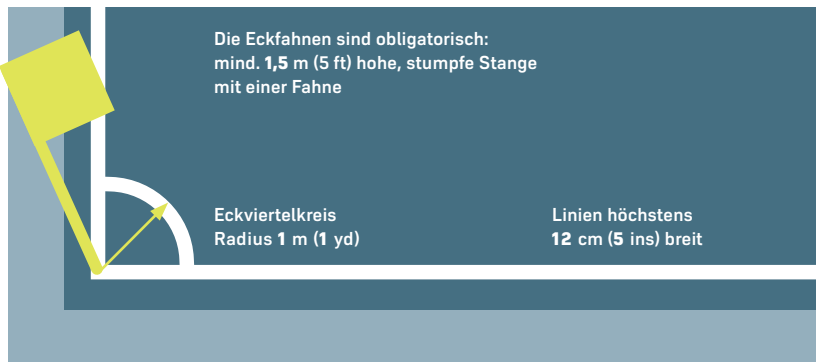 Die Eckfahnen sind obligatorisch:
mind. 1,5 m (5 ft) hohe, stumpfe Stange
mit einer Fahne
Eckviertelkreis
Radius 1 m (1 yd)
Linien höchstens
12 cm (5 ins) breit